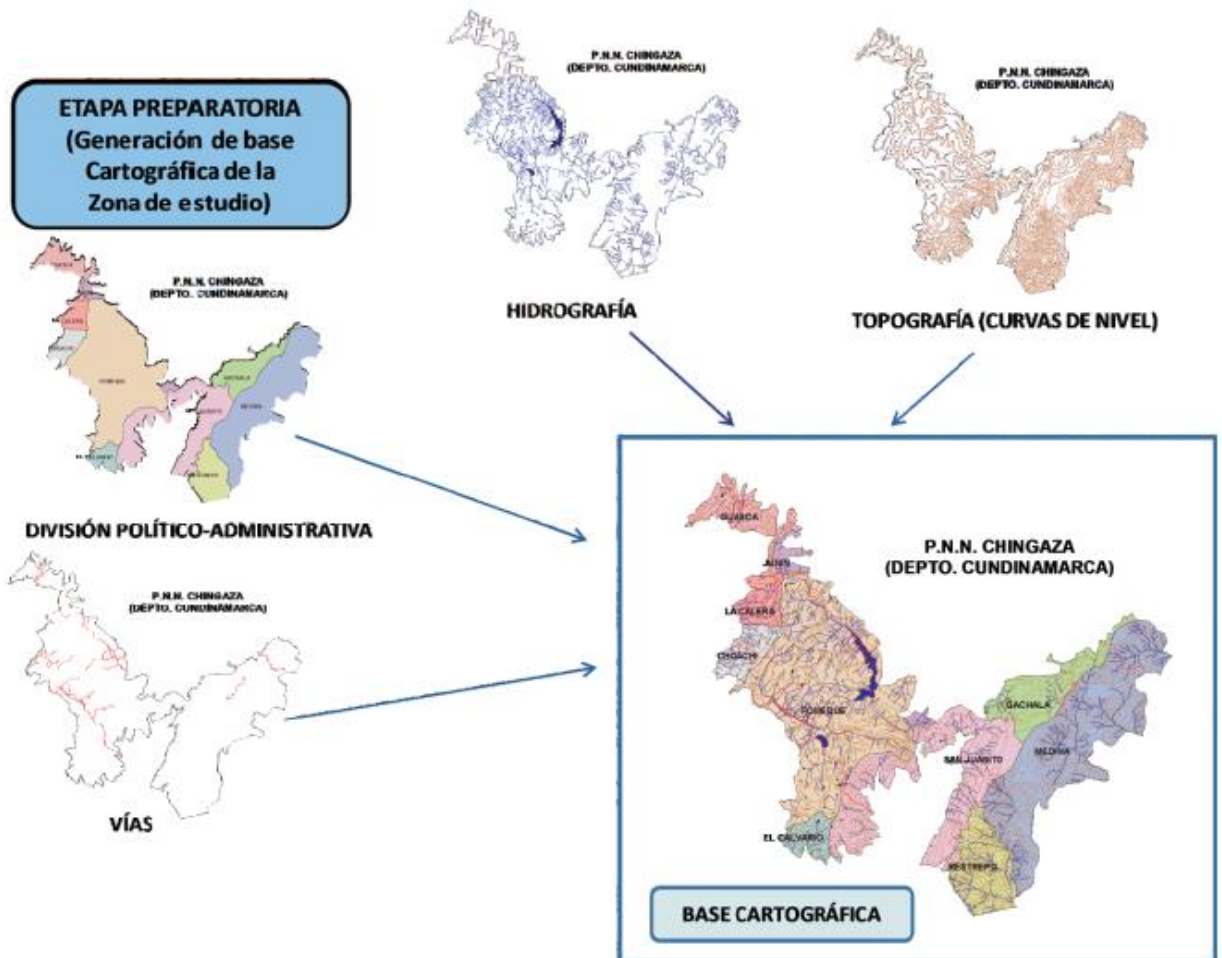 ETAPA PREPARATORIA
(Generación de base
Cartográfica de la
Zona de estudio)
P.N.N. CHINGAZA
(DEPTO. CUNDINAMARCA)
HIDROGRAFÍA
P.N.N. CHINGAZA
(DEPTO. CUNDINAMARCA)
TOPOGRAFÍA (CURVAS DE NIVEL)
P.N.N. CHINGAZA
(DEPTO. CUNDINAMARCA)
DIVISIÓN POLÍTICO-ADMINISTRATIVA
P.N.N. CHINGAZA
(DEPTO. CUNDINAMARCA)
VÍAS
P.N.N. CHINGAZA
(DEPTO. CUNDINAMARCA)
GUASCA
JUNIN
LA CALERA
CHOACHI
FOMEQUE
GACHALA
MEDINA
SAN JUANITO
EL CALVARIO
RESTREPO
BASE CARTOGRÁFICA